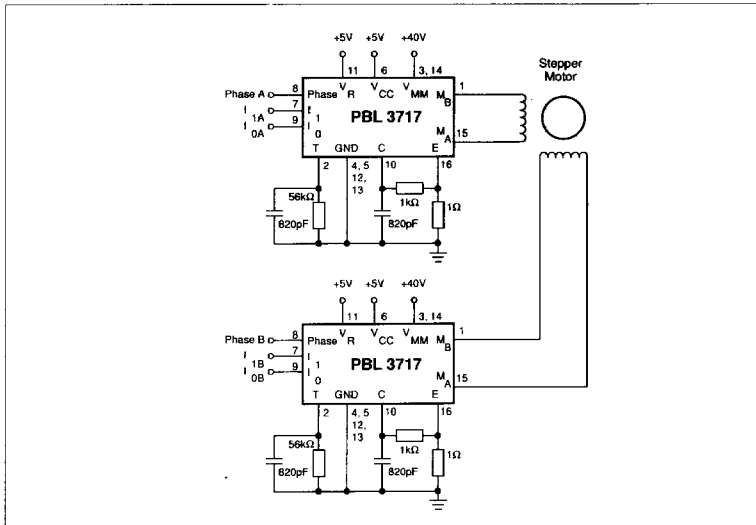 +5V +5V +40V
11 6 3, 14
Phase A 8 Phase V R V CC V MM M B 1
I 1A 7 I 1
I 0A 9 I 0
PBL 3717
M A 15
T GND C E
2 4, 5 10 16
12,
13
56kΩ 1kΩ 1Ω
820pF 820pF
Stepper
Motor
+5V +5V +40V
11 6 3, 14
Phase B 8 Phase V R V CC V MM M B 1
I 1B 7 I 1
I 0B 9 I 0
PBL 3717
M A 15
T GND C E
2 4, 5 10 16
12,
13
56kΩ 1kΩ 1Ω
820pF 820pF